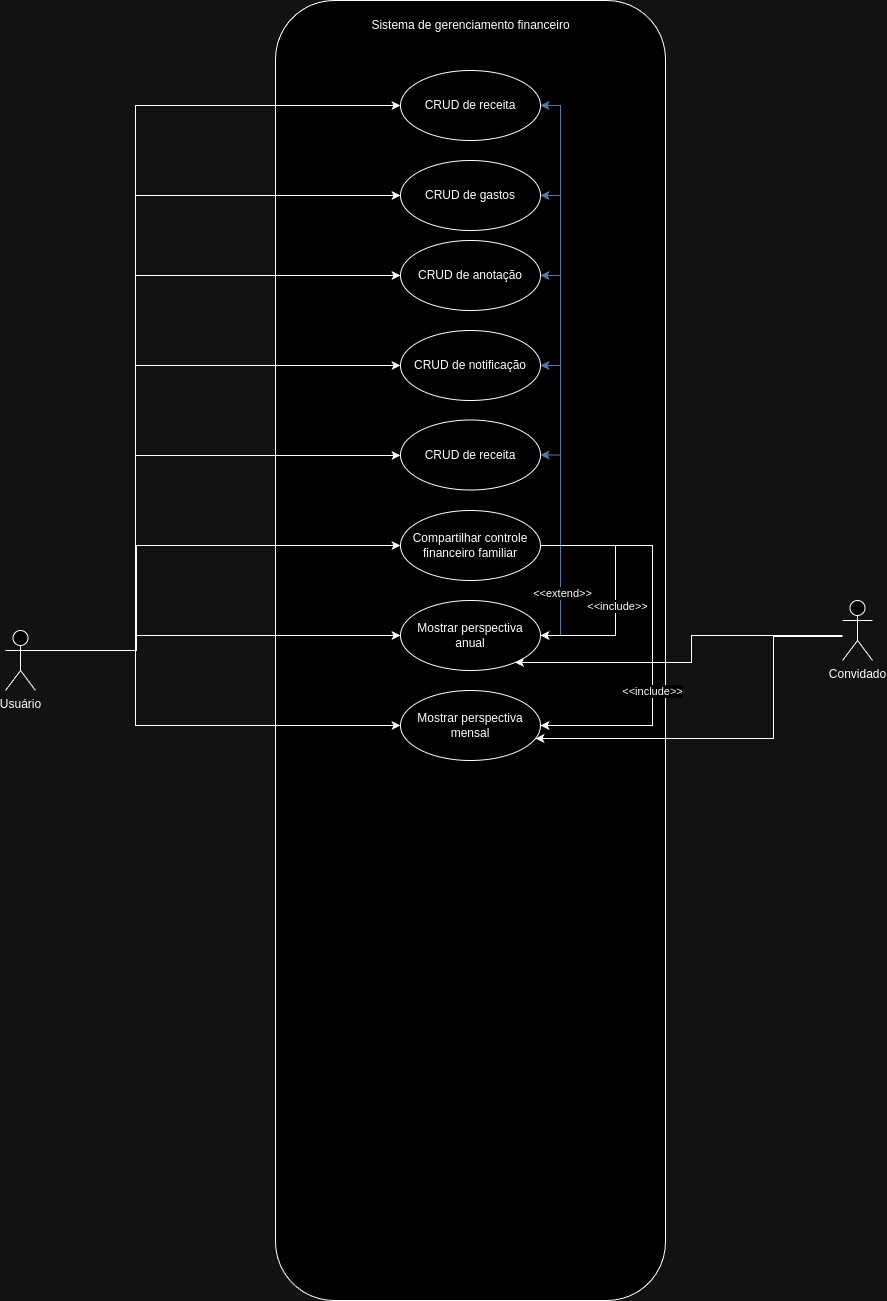 Sistema de gerenciamento financeiro
CRUD de receita
CRUD de gastos
CRUD de anotação
CRUD de notificação
CRUD de receita
Compartilhar controle
financeiro familiar
<<extend>>
<<include>>
Mostrar perspectiva
anual
Convidado
Usuário
<<include>>
Mostrar perspectiva
mensal